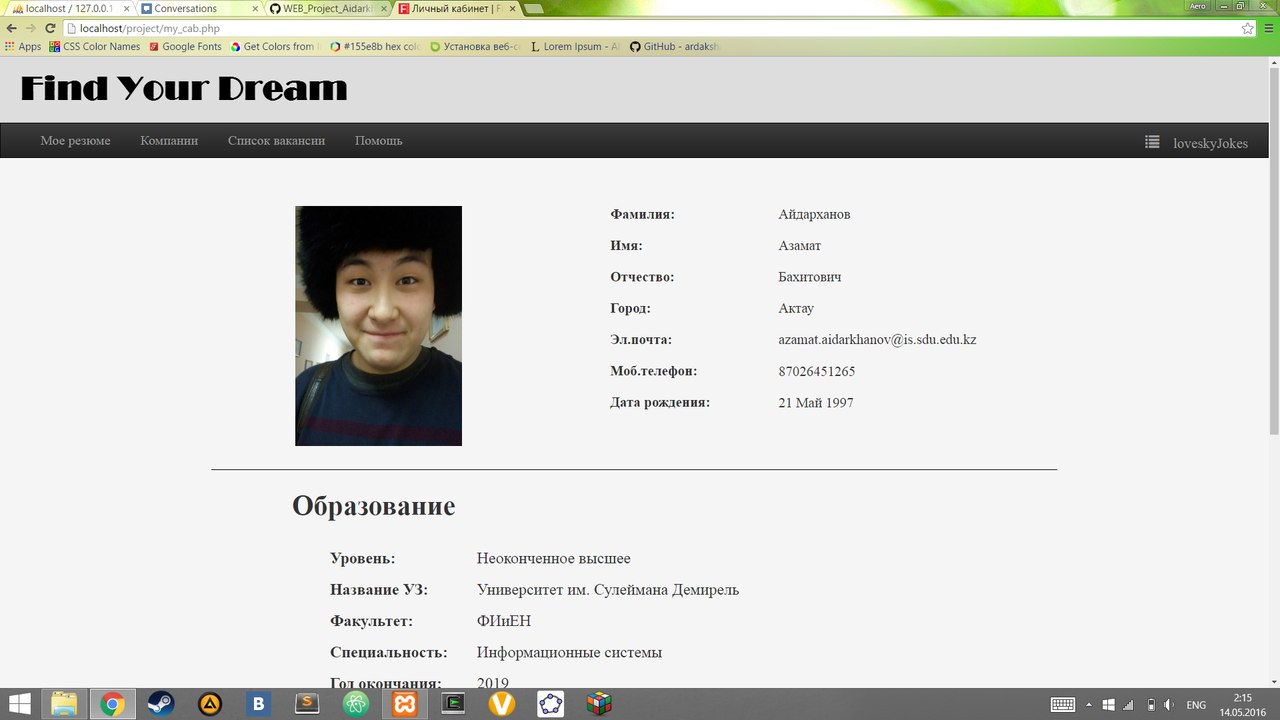 localhost / 127.0.0.1
Conversations
WEB_Project_Aidark
Личный кабинет | F
Aero
localhost/project/my_cab.php
Apps
CSS Color Names
Google Fonts
Get Colors from
#155e8b hex col
Установка веб-с
Lorem Ipsum - Al
GitHub - ardaksh
Find Your Dream
Мое резюме Компании Список вакансии Помощь loveskyJokes
Фамилия: Айдарханов
Имя: Азамат
Отчество: Бахитович
Город: Актау
Эл.почта: azamat.aidarkhanov@is.sdu.edu.kz
Моб.телефон: 87026451265
Дата рождения: 21 Май 1997
Образование
Уровень: Неоконченное высшее
Название УЗ: Университет им. Сулеймана Демирель
Факультет: ФИиЕН
Специальность: Информационные системы
Год окончания: 2019
ENG
2:15
14.05.2016